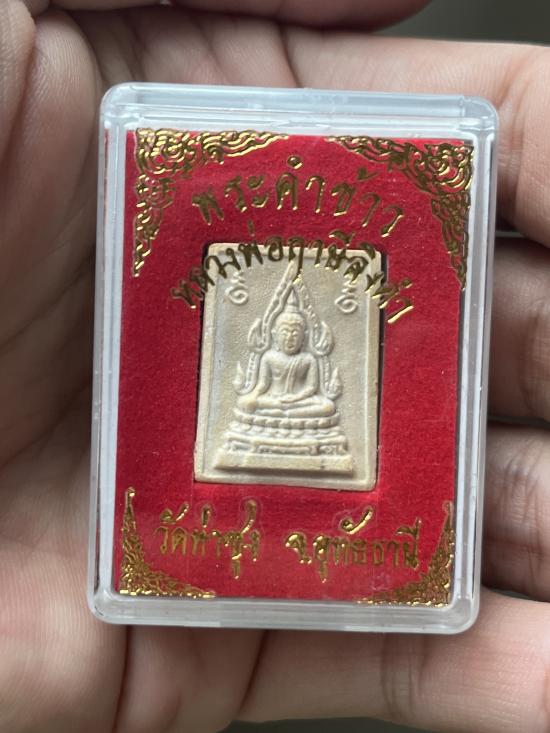 พระคำข้าว
หลวงพ่อฤาษีลิงดำ
วัดท่าซุง จ.อุทัยธานี